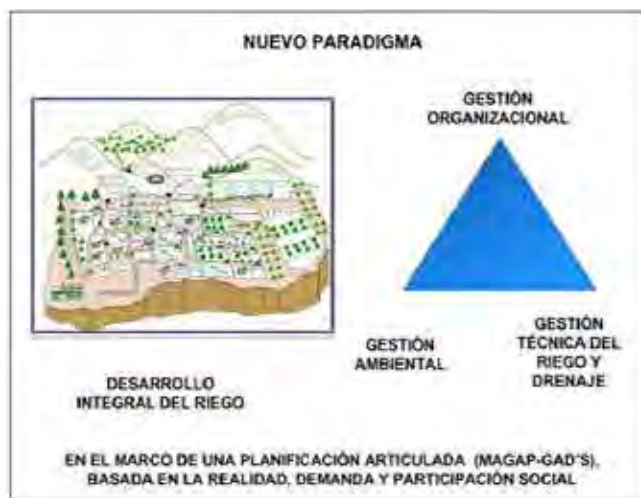 NUEVO PARADIGMA
GESTIÓN
ORGANIZACIONAL
GESTIÓN
AMBIENTAL
GESTIÓN
TÉCNICA DEL
RIEGO Y
DRENAJE
DESARROLLO
INTEGRAL DEL RIEGO
EN EL MARCO DE UNA PLANIFICACIÓN ARTICULADA (MAGAP-GAD'S),
BASADA EN LA REALIDAD, DEMANDA Y PARTICIPACIÓN SOCIAL